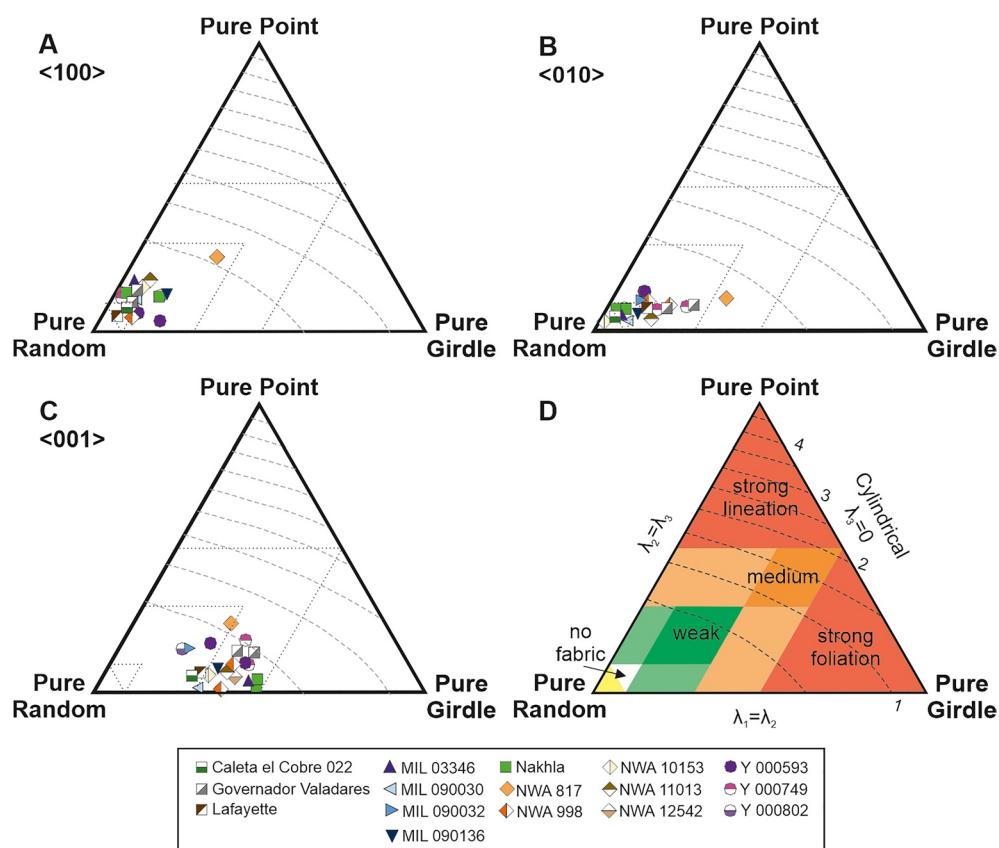 A
<100>
Pure Point
Pure
Random
Pure
Girdle
B
<010>
Pure Point
Pure
Random
Pure
Girdle
C
<001>
Pure Point
Pure
Random
Pure
Girdle
D
Pure Point
4
strong
lineation
3
Cylindrical
λ3=0
λ2=λ3
2
medium
weak
no
fabric
strong
foliation
Pure
Random
1
Pure
Girdle
λ1=λ2
Caleta el Cobre 022
Governador Valadares
Lafayette
MIL 03346
MIL 090030
MIL 090032
MIL 090136
Nakhla
NWA 817
NWA 998
NWA 10153
NWA 11013
NWA 12542
Y 000593
Y 000749
Y 000802